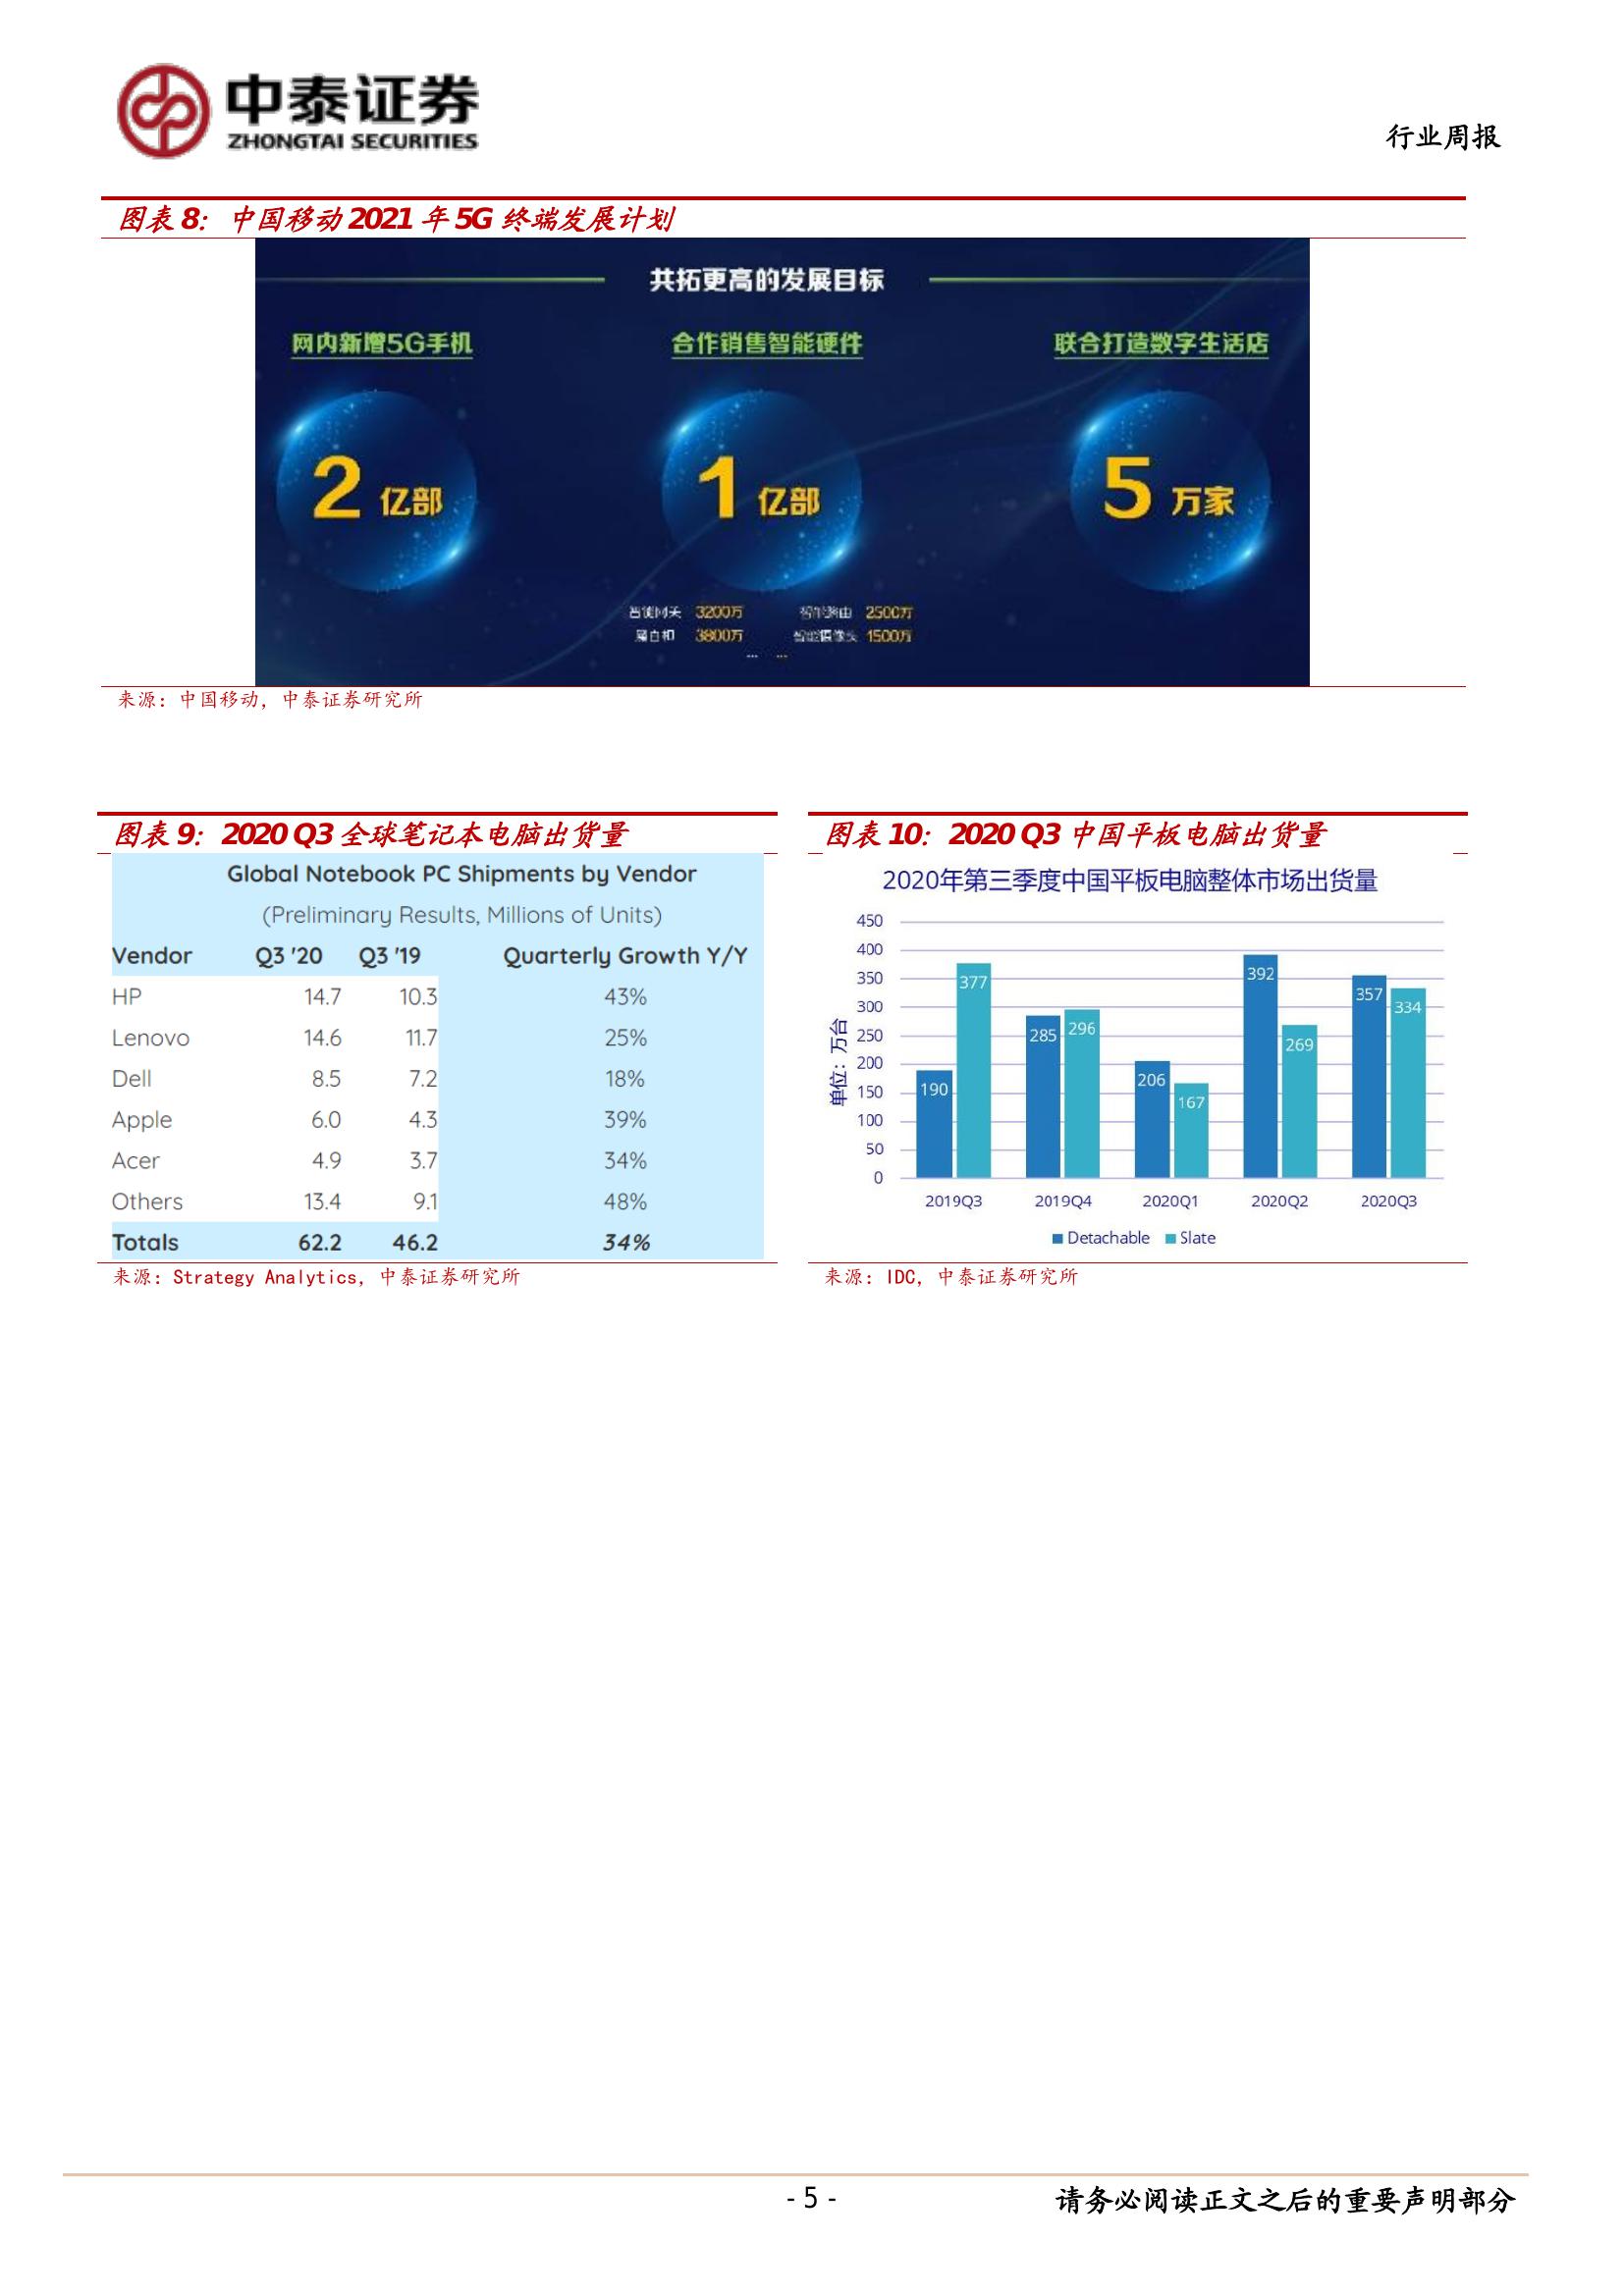 中泰证券
ZHONGTAI SECURITIES
行业周报
图表 8：中国移动 2021 年 5G 终端发展计划
共拓更高的发展目标
网内新增5G手机 合作销售智能硬件 联合打造数字生活店
2 亿部 1 亿部 5 万家
3200万 2500万
3800万 智能摄像头 1500万
... ...
来源：中国移动，中泰证券研究所
图表 9：2020 Q3 全球笔记本电脑出货量
Global Notebook PC Shipments by Vendor
(Preliminary Results, Millions of Units)
Vendor Q3 '20 Q3 '19 Quarterly Growth Y/Y
HP 14.7 10.3 43%
Lenovo 14.6 11.7 25%
Dell 8.5 7.2 18%
Apple 6.0 4.3 39%
Acer 4.9 3.7 34%
Others 13.4 9.1 48%
Totals 62.2 46.2 34%
来源：Strategy Analytics，中泰证券研究所
图表 10：2020 Q3 中国平板电脑出货量
2020年第三季度中国平板电脑整体市场出货量
单位：万台
450
400
350
300
250
200
150
100
50
0
190 377 285 296 206 167 392 269 357 334
2019Q3 2019Q4 2020Q1 2020Q2 2020Q3
Detachable Slate
来源：IDC，中泰证券研究所
- 5 -
请务必阅读正文之后的重要声明部分